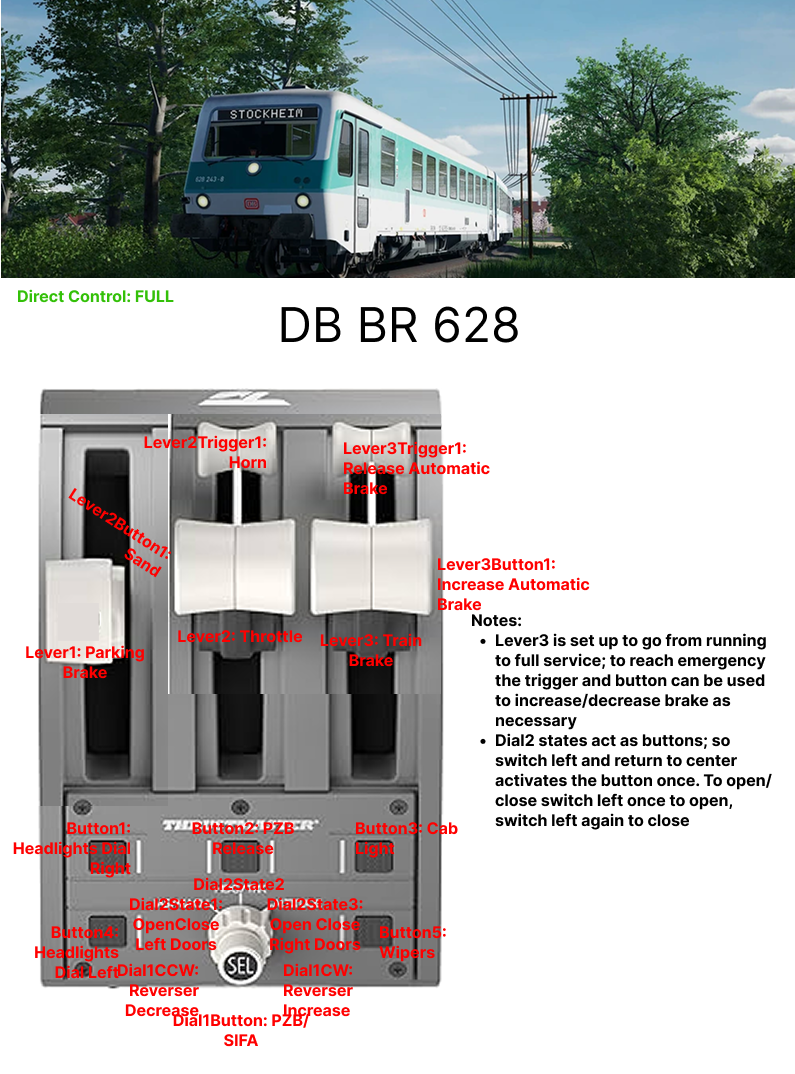 STOCKHEIM
628 243-8
DB
Direct Control: FULL
DB BR 628
Lever2Trigger1:
Horn
Lever3Trigger1:
Release Automatic
Brake
Lever2Button1:
Sand
Lever3Button1:
Increase Automatic
Brake
Lever1: Parking
Brake
Lever2: Throttle
Lever3: Train
Brake
Notes:
• Lever3 is set up to go from running
to full service; to reach emergency
the trigger and button can be used
to increase/decrease brake as
necessary
• Dial2 states act as buttons; so
switch left and return to center
activates the button once. To open/
close switch left once to open,
switch left again to close
Button1:
Headlights Dial
Right
Button2: PZB
Release
Button3: Cab
Light
Dial2State2
Dial2State1:
OpenClose
Left Doors
Dial2State3:
Open Close
Right Doors
Button4:
Headlights
Dial Left
Button5:
Wipers
SEL
Dial1CCW:
Reverser
Decrease
Dial1CW:
Reverser
Increase
Dial1Button: PZB/
SIFA